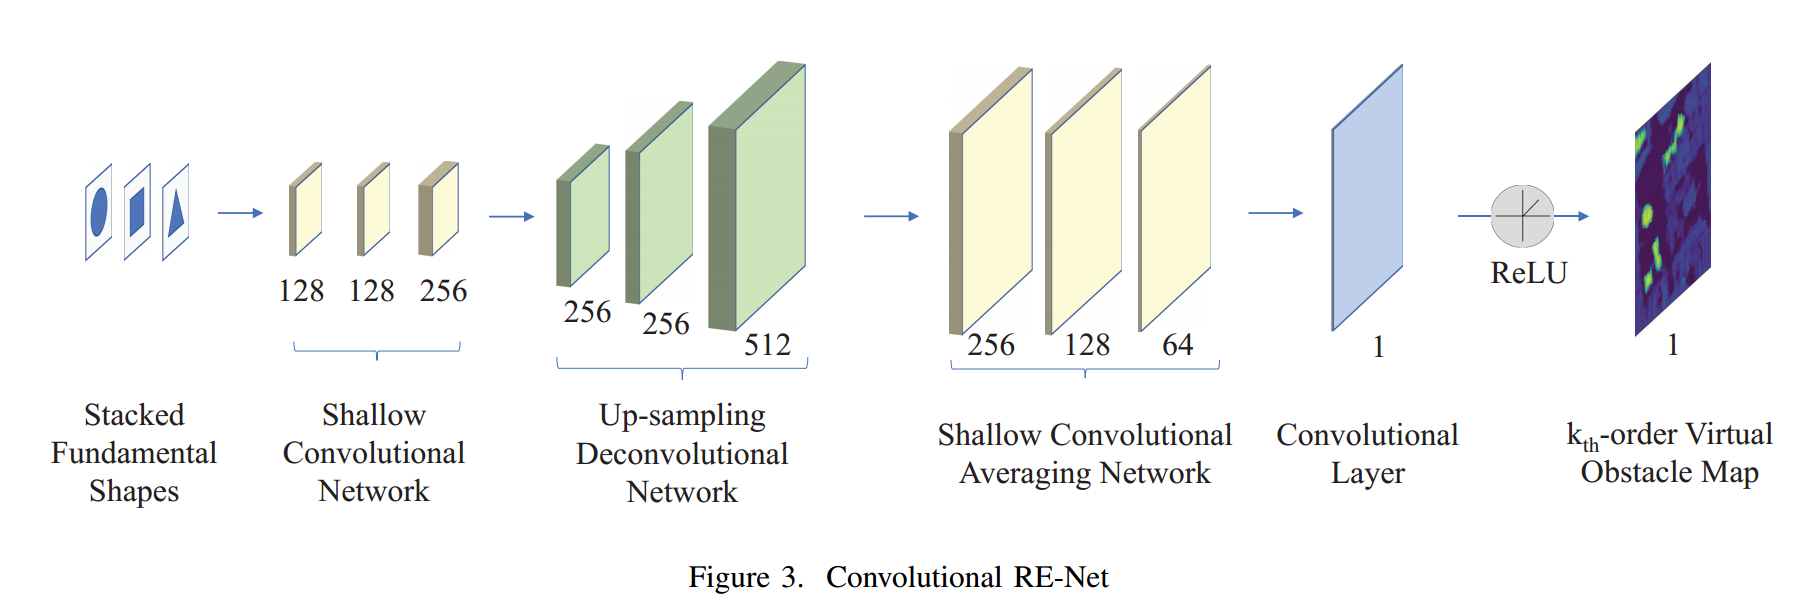 128 128 256
256 256 512
256 128 64
1
ReLU
1
Stacked
Fundamental
Shapes
Shallow
Convolutional
Network
Up-sampling
Deconvolutional
Network
Shallow Convolutional
Averaging Network
Convolutional
Layer
kth-order Virtual
Obstacle Map
Figure 3. Convolutional RE-Net